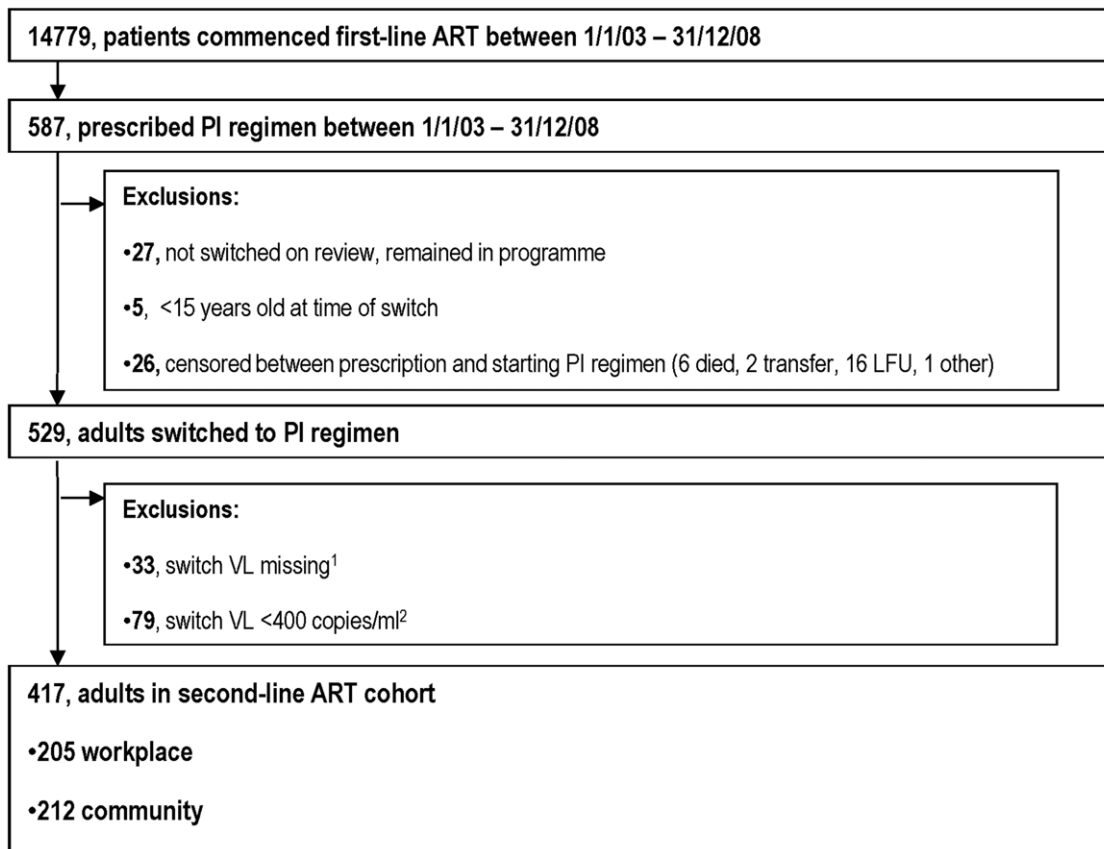 14779, patients commenced first-line ART between 1/1/03 – 31/12/08
587, prescribed PI regimen between 1/1/03 – 31/12/08
Exclusions:
•27, not switched on review, remained in programme
•5, <15 years old at time of switch
•26, censored between prescription and starting PI regimen (6 died, 2 transfer, 16 LFU, 1 other)
529, adults switched to PI regimen
Exclusions:
•33, switch VL missing¹
•79, switch VL <400 copies/ml²
417, adults in second-line ART cohort
•205 workplace
•212 community